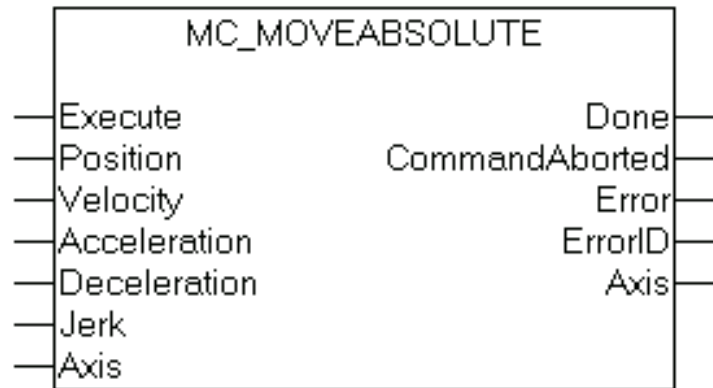 MC_MOVEABSOLUTE
Execute Done
Position CommandAborted
Velocity Error
Acceleration ErrorID
Deceleration Axis
Jerk
Axis